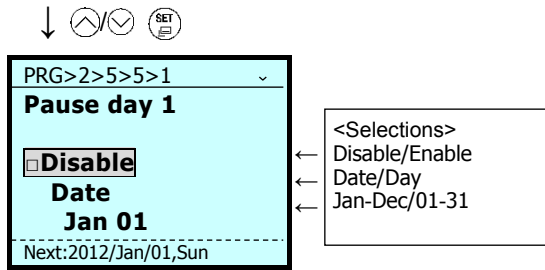 ↓ /
SET
PRG>2>5>5>1
Pause day 1
□Disable
Date
Jan 01
Next:2012/Jan/01,Sun
<Selections>
← Disable/Enable
← Date/Day
← Jan-Dec/01-31